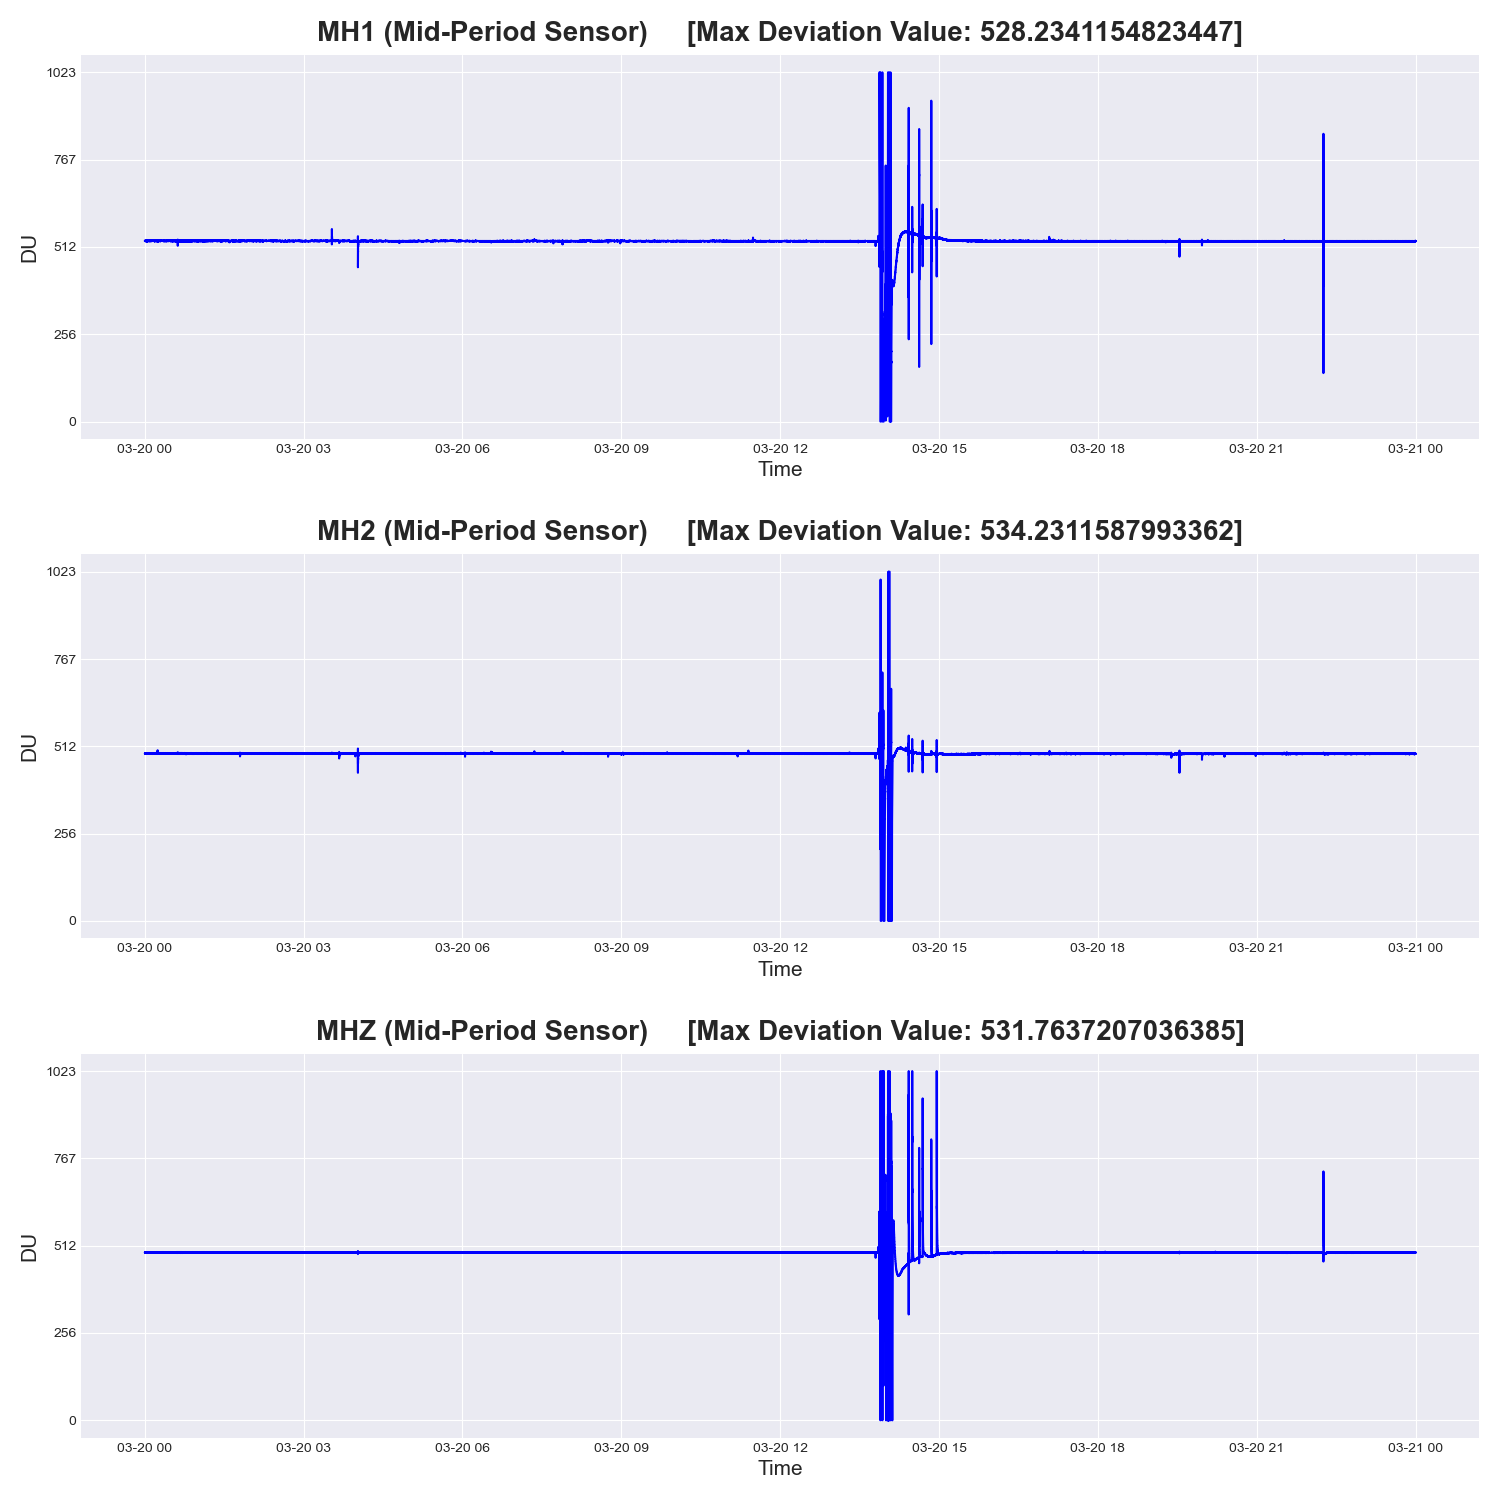 MH1 (Mid-Period Sensor) [Max Deviation Value: 528.2341154823447]
1023
767
512
256
0
DU
03-20 00 03-20 03 03-20 06 03-20 09 03-20 12 03-20 15 03-20 18 03-20 21 03-21 00
Time
MH2 (Mid-Period Sensor) [Max Deviation Value: 534.2311587993362]
1023
767
512
256
0
DU
03-20 00 03-20 03 03-20 06 03-20 09 03-20 12 03-20 15 03-20 18 03-20 21 03-21 00
Time
MHZ (Mid-Period Sensor) [Max Deviation Value: 531.7637207036385]
1023
767
512
256
0
DU
03-20 00 03-20 03 03-20 06 03-20 09 03-20 12 03-20 15 03-20 18 03-20 21 03-21 00
Time